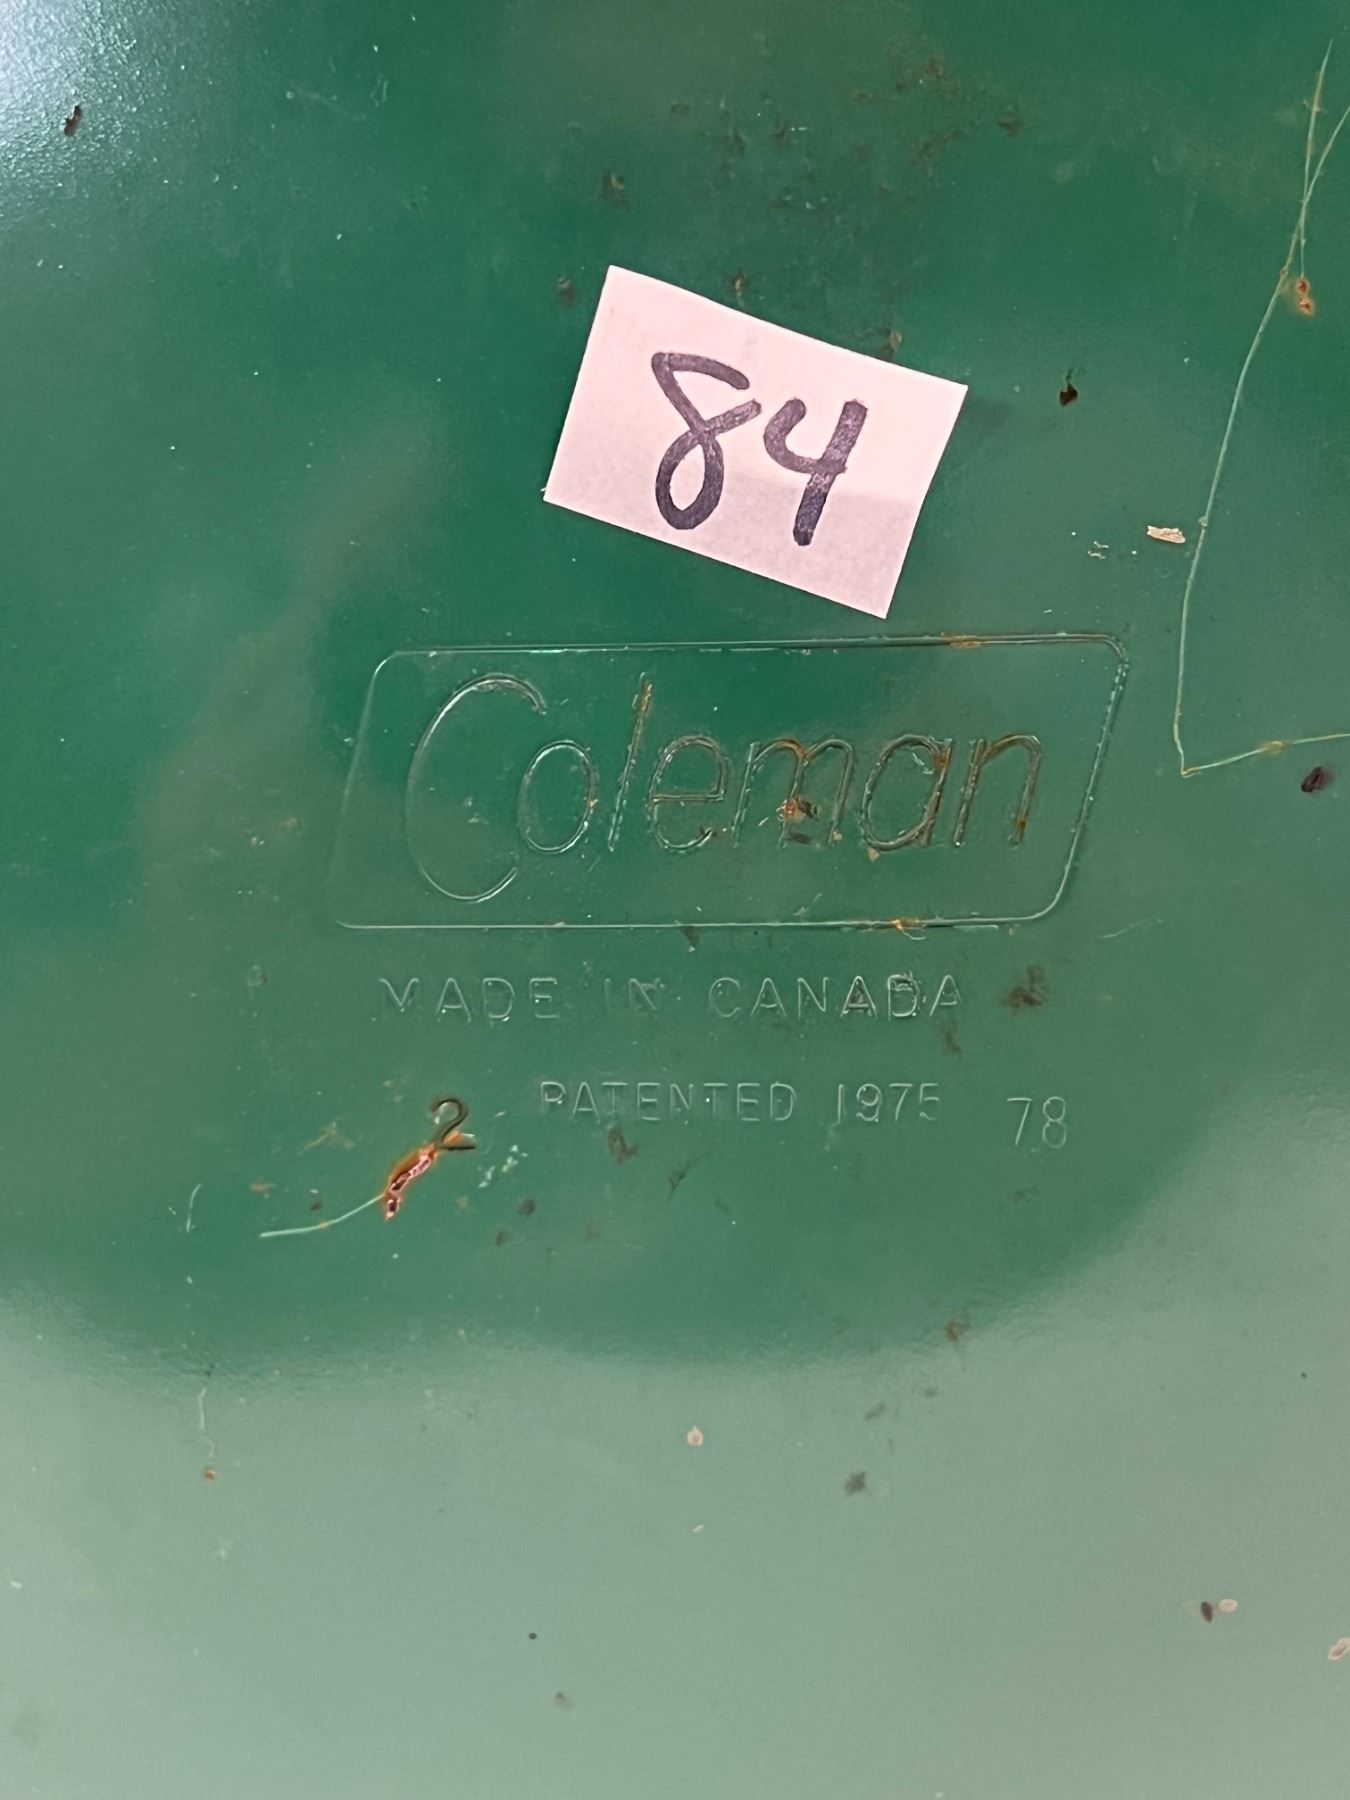 84
Coleman
MADE IN CANADA
2 PATENTED 1975 78